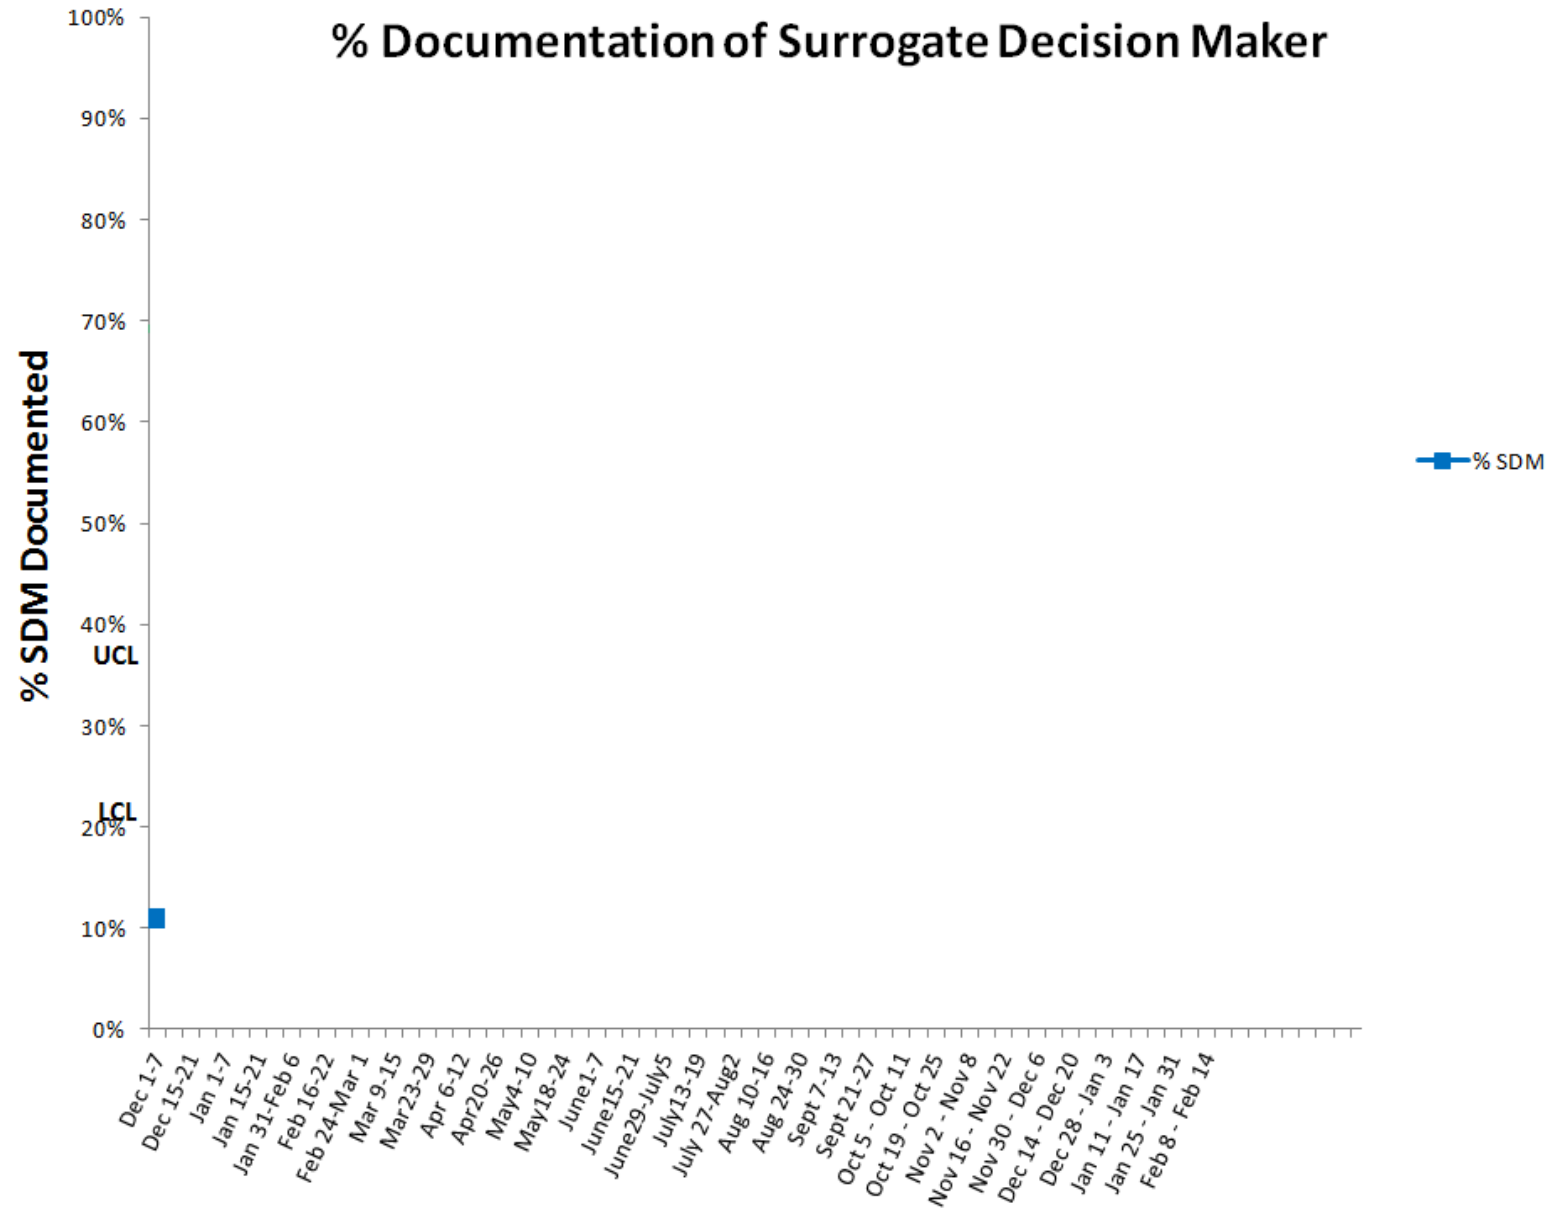 % Documentation of Surrogate Decision Maker
100%
90%
80%
70%
60%
50%
40%
UCL
30%
LCL
20%
10%
0%
% SDM Documented
% SDM
Dec 1-7
Dec 15-21
Jan 1-7
Jan 15-21
Jan 31-Feb 6
Feb 16-22
Feb 24-Mar 1
Mar 9-15
Mar23-29
Apr 6-12
Apr20-26
May4-10
May18-24
June1-7
June15-21
June29-July5
July13-19
July 27-Aug2
Aug 10-16
Aug 24-30
Sept 7-13
Sept 21-27
Oct 5 - Oct 11
Oct 19 - Oct 25
Nov 2 - Nov 8
Nov 16 - Nov 22
Nov 30 - Dec 6
Dec 14 - Dec 20
Dec 28 - Jan 3
Jan 11 - Jan 17
Jan 25 - Jan 31
Feb 8 - Feb 14